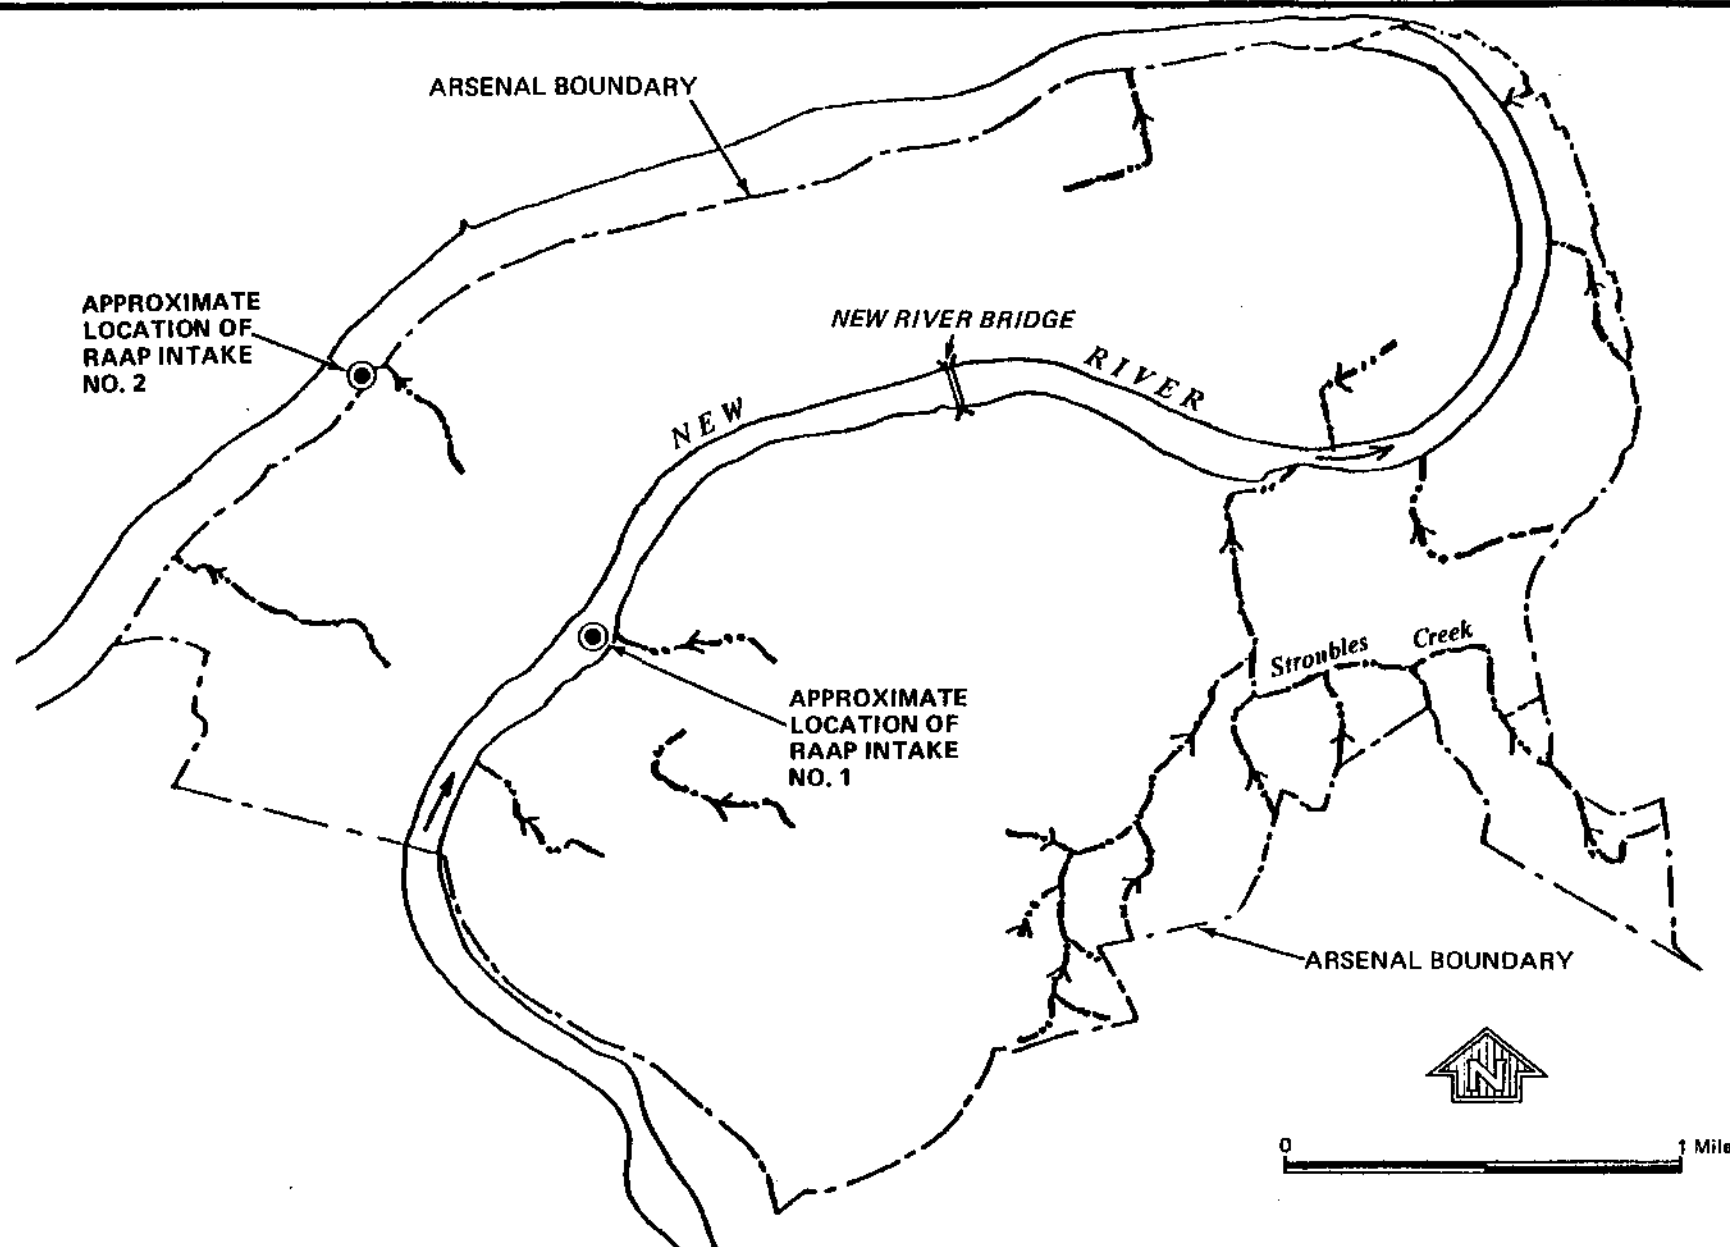 ARSENAL BOUNDARY
APPROXIMATE
LOCATION OF
RAAP INTAKE
NO. 2
NEW RIVER BRIDGE
NEW RIVER
Stroubles Creek
APPROXIMATE
LOCATION OF
RAAP INTAKE
NO. 1
ARSENAL BOUNDARY
N
0 1 Mile